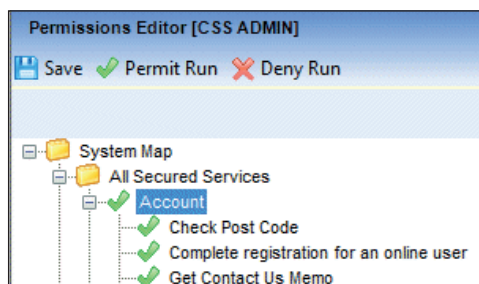 Permissions Editor [CSS ADMIN]
Save Permit Run Deny Run
System Map
All Secured Services
Account
Check Post Code
Complete registration for an online user
Get Contact Us Memo